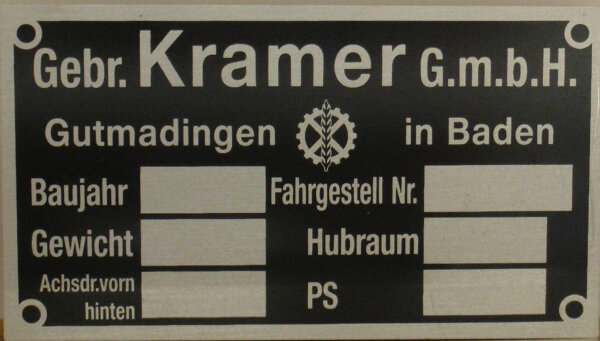 Gebr. Kramer G.m.b.H.
Gutmadingen in Baden
Baujahr Fahrgestell Nr.
Gewicht Hubraum
Achsdr.vorn
hinten PS